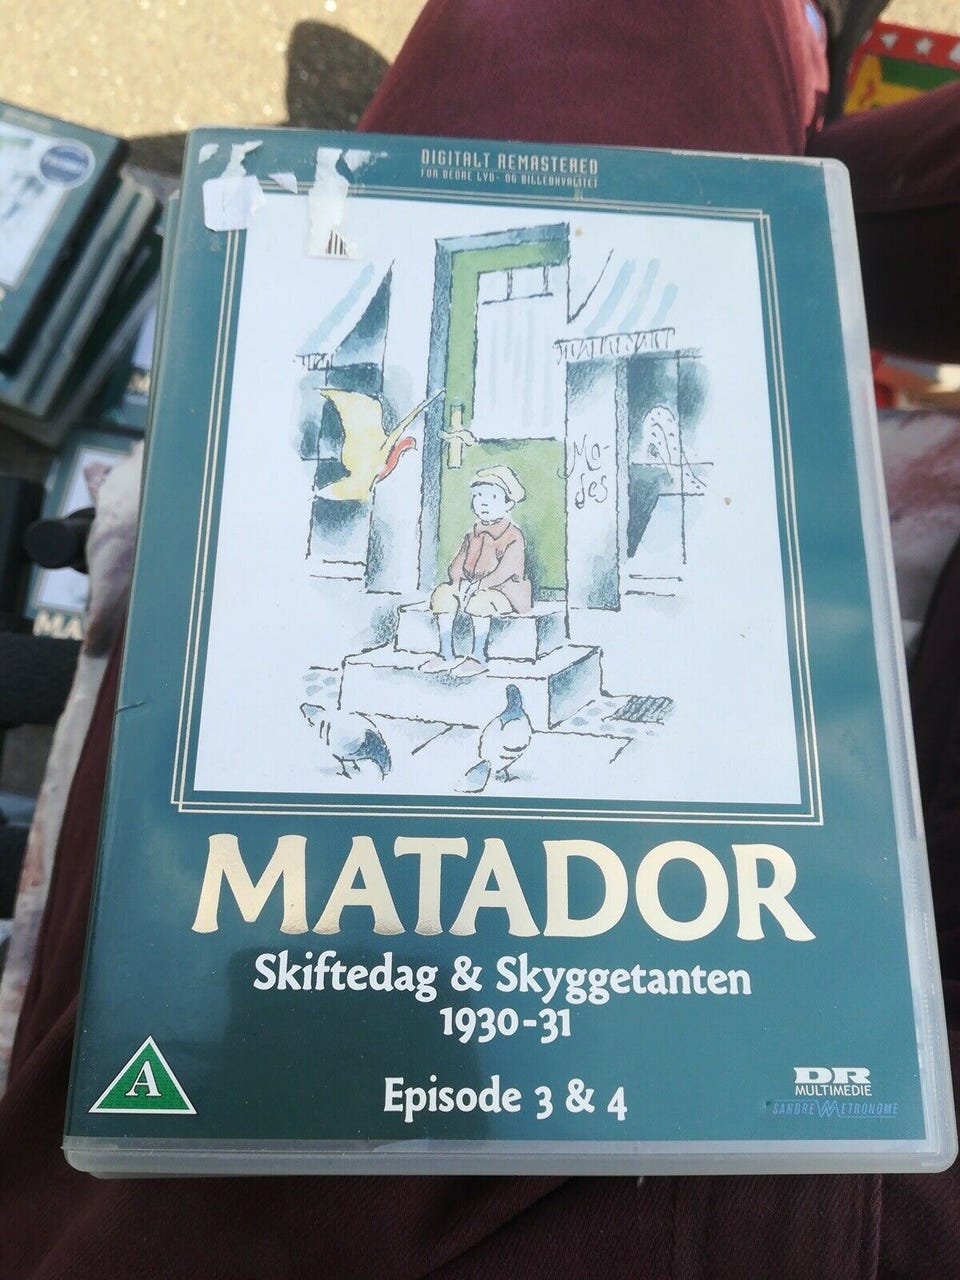 DIGITALT REMASTERED
FOR BEDRE LYD- OG BILLEDKVALITET
Mo-
des
MATADOR
Skiftedag & Skyggetanten
1930-31
Episode 3 & 4
A
DR
MULTIMEDIE
SANDREW METRONOME
MA